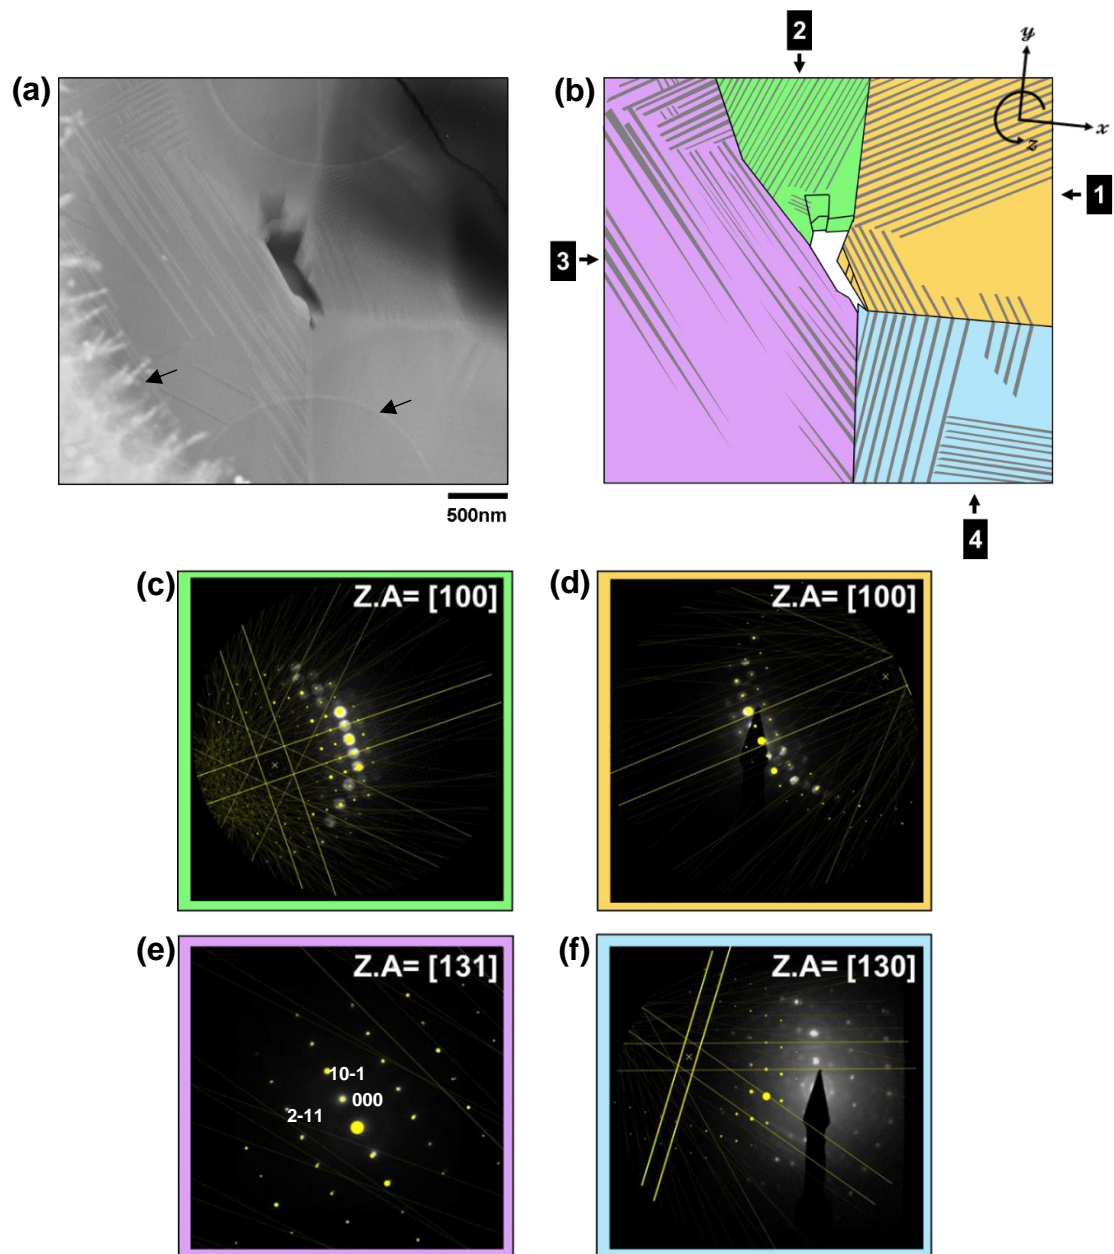 (a)
500nm
(b)
2
1
3
4
y
x
z
(c)
Z.A= [100]
(d)
Z.A= [100]
(e)
Z.A= [131]
10-1
000
2-11
(f)
Z.A= [130]